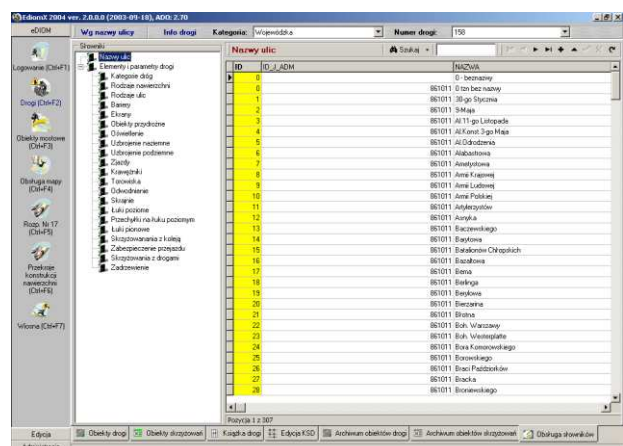 EdiomX 2004 ver. 2.0.0.0 (2003-09-18), ADO: 2.70
eDIOM
Wg nazwy ulicy
Info drogi
Kategoria: Wojewódzka
Numer drogi: 158
Logowanie (Ctrl+F1)
Drogi (Ctrl+F2)
Obiekty mostowe (Ctrl+F3)
Obsługa mapy (Ctrl+F4)
Rozp. Nr 17 (Ctrl+F5)
Przekroje konstrukcji nawierzchni (Ctrl+F6)
Wiosna (Ctrl+F7)
Edycja
Słowniki
Nazwy ulic
Elementy i parametry drogi
Kategorie dróg
Rodzaje nawierzchni
Rodzaje ulic
Bariery
Ekrany
Obiekty przydrożne
Oświetlenie
Uzbrojenie naziemne
Uzbrojenie podziemne
Zjazdy
Krawężniki
Torowiska
Odwodnienie
Skrajnie
Łuki poziome
Przechyłki na łuku poziomym
Łuki pionowe
Skrzyżowanania z koleją
Zabezpieczenie przejazdu
Skrzyżowania z drogami
Zadrzewienie
Nazwy ulic
Szukaj
ID ID_J_ADM NAZWA
0 0 - beznazwy
0 861011 0 tzn bez nazwy
1 861011 30-go Stycznia
2 861011 9-Maja
3 861011 Al.11-go Listopada
4 861011 Al.Konst.3-go Maja
5 861011 Al.Odrodzenia
6 861011 Alabastrowa
7 861011 Ametystowa
8 861011 Armii Krajowej
9 861011 Armii Ludowej
10 861011 Armii Polskiej
11 861011 Artylerzystów
12 861011 Asnyka
13 861011 Baczewskiego
14 861011 Barytowa
15 861011 Batalionów Chłopskich
16 861011 Bazaltowa
17 861011 Bema
18 861011 Berlinga
19 861011 Berylowa
20 861011 Bierzarina
21 861011 Błotna
22 861011 Boh. Warszawy
23 861011 Boh. Westerplatte
24 861011 Bora Komorowskiego
25 861011 Borowskiego
26 861011 Braci Paździorków
27 861011 Bracka
28 861011 Broniewskiego
Pozycja 1 z 307
Obiekty drogi
Obiekty skrzyżowań
Książka drogi
Edycja KSD
Archiwum obiektów drogi
Archiwum obiektów skrzyżowań
Obsługa słowników